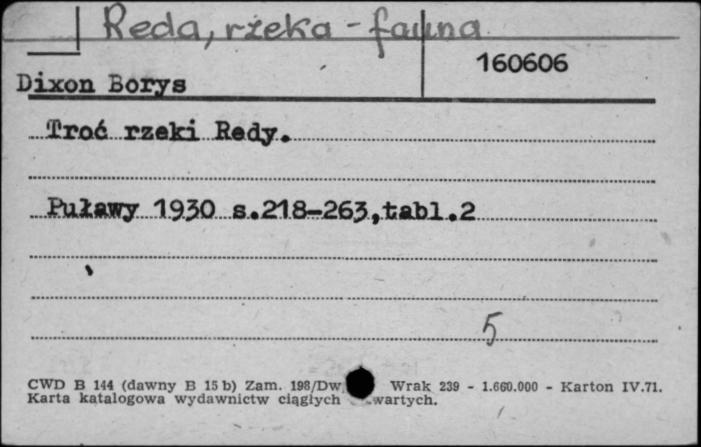 Reda, rzeka - fauna
160606
Dixon Borys
Troć rzeki Redy.
Puławy 1930 s.218-263,tabl.2
5
CWD B 144 (dawny B 15 b) Zam. 198/Dw Wrak 239 - 1.660.000 - Karton IV.71.
Karta katalogowa wydawnictw ciągłych wartych.